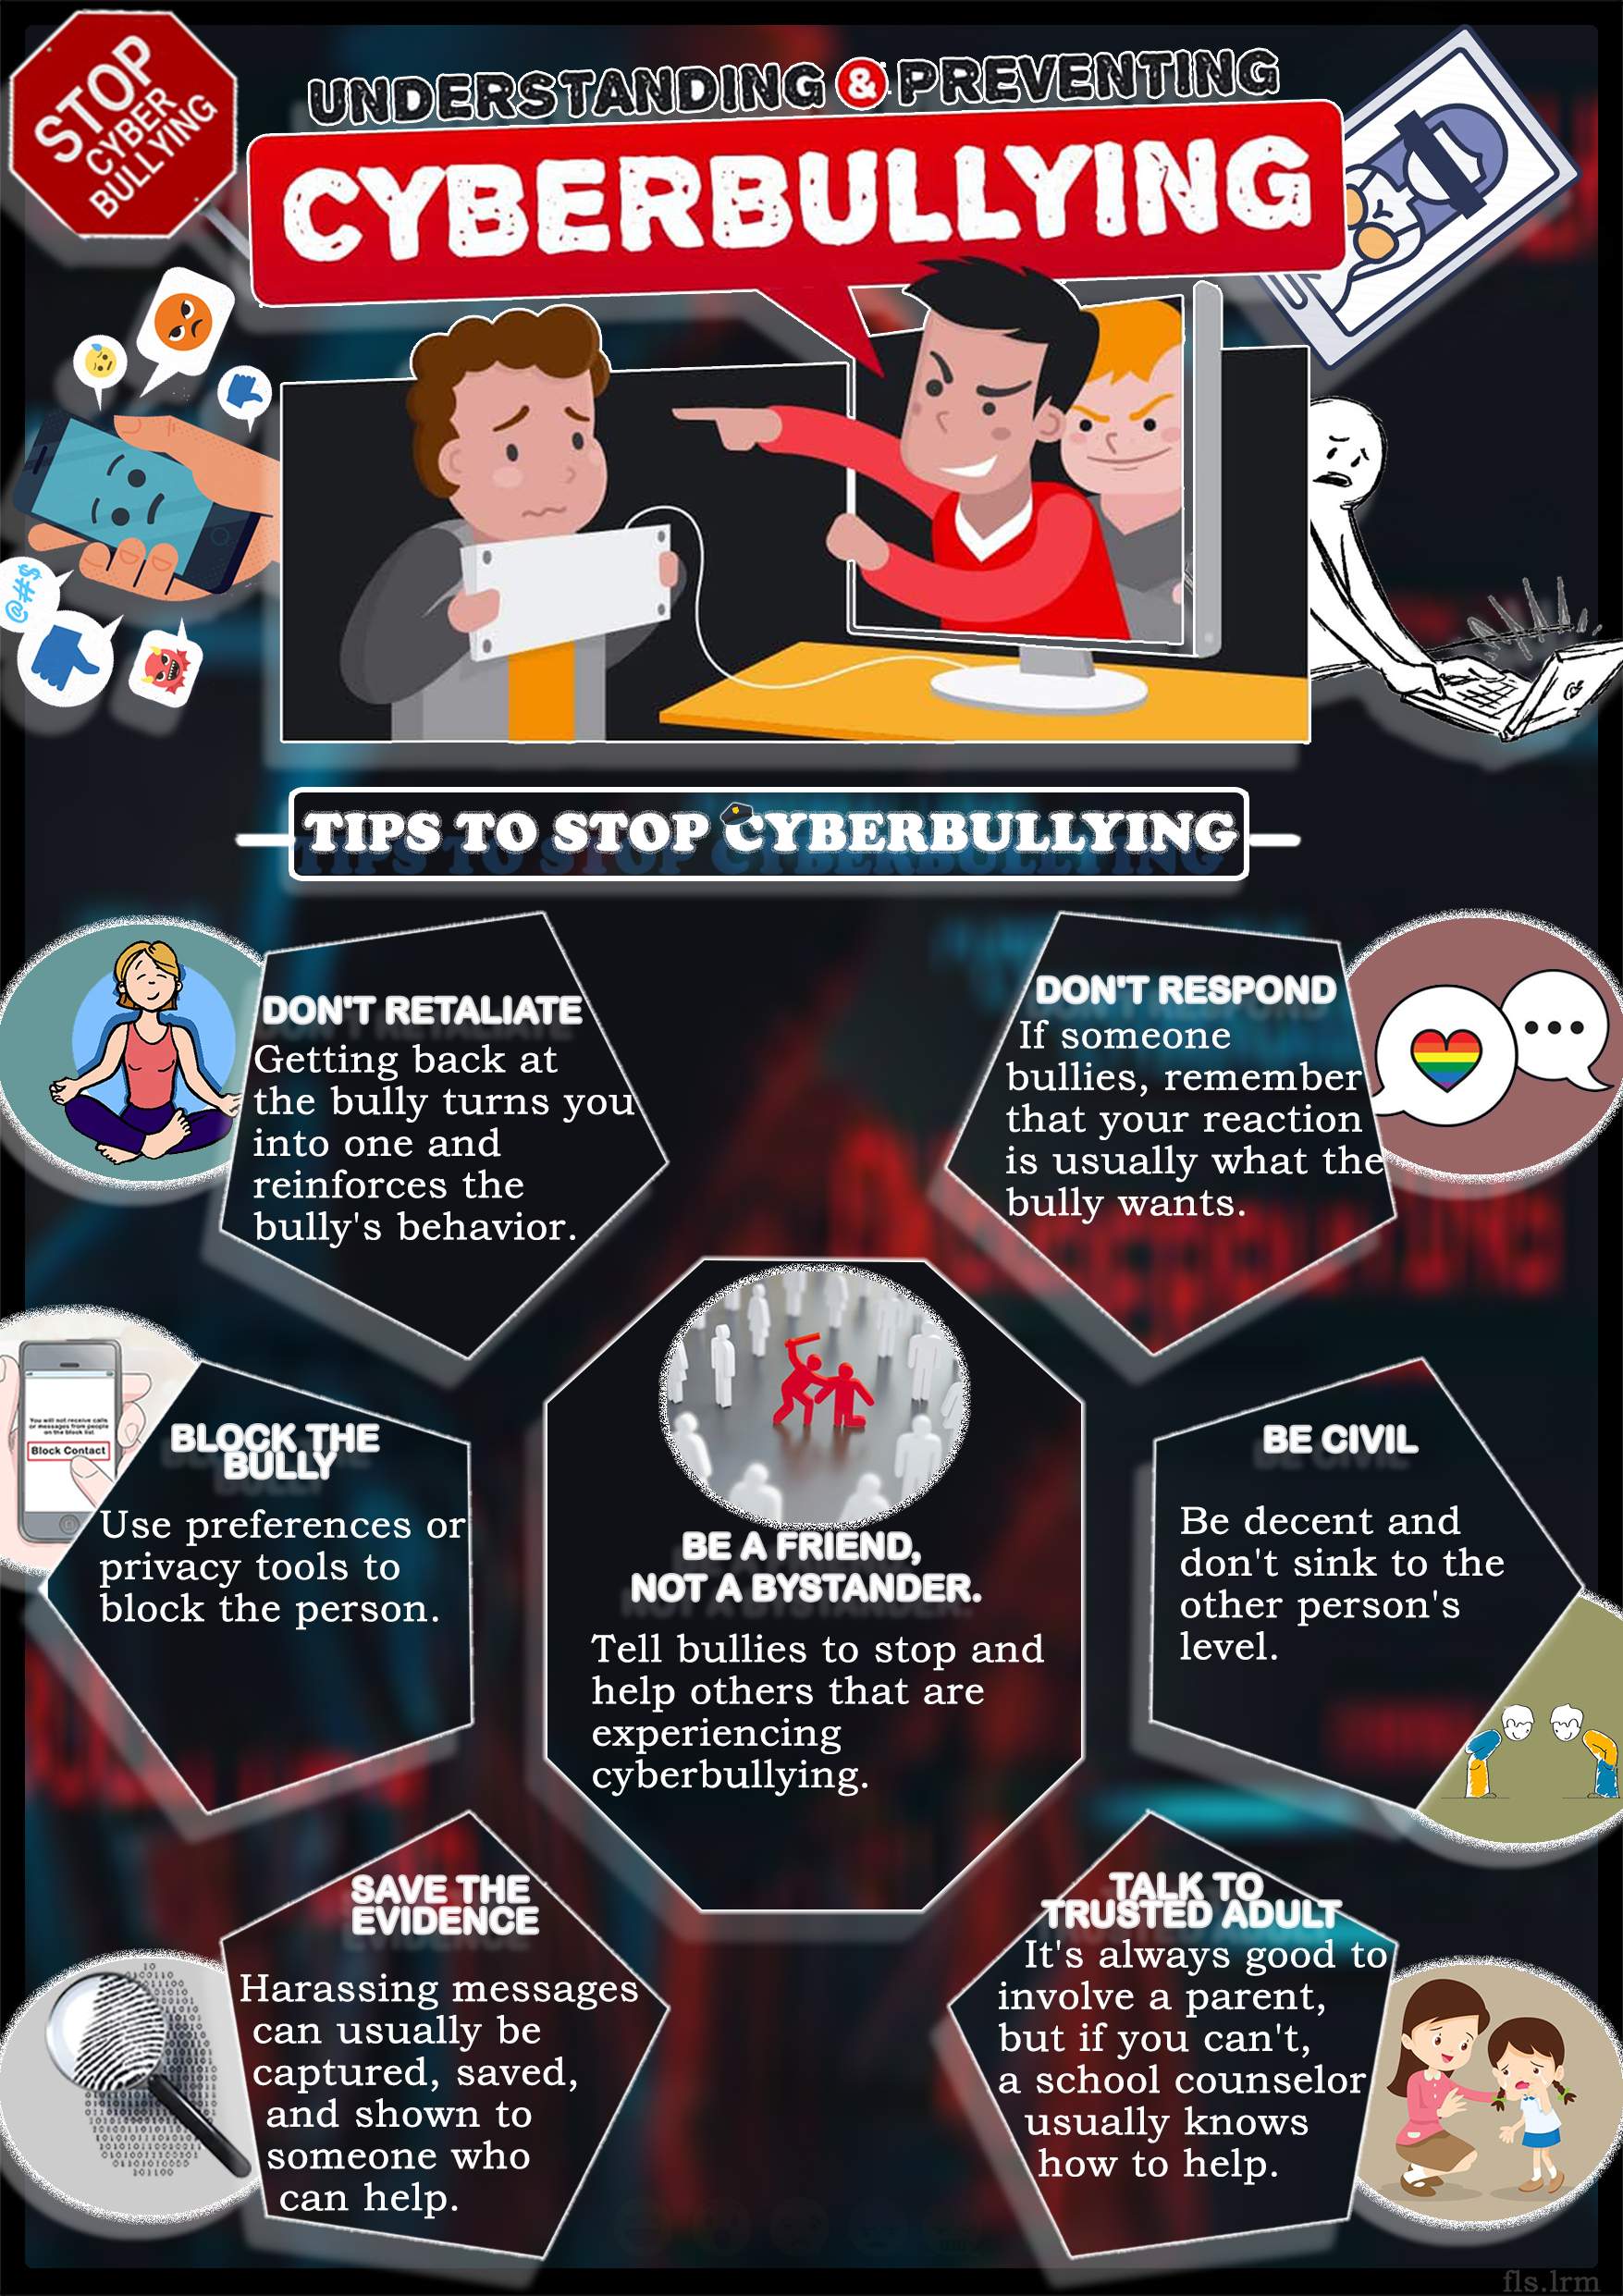 STOP
CYBER
BULLYING
UNDERSTANDING & PREVENTING
CYBERBULLYING
$#@
TIPS TO STOP CYBERBULLYING
DON'T RETALIATE
Getting back at
the bully turns you
into one and
reinforces the
bully's behavior.
DON'T RESPOND
If someone
bullies, remember
that your reaction
is usually what the
bully wants.
You will not receive calls
or messages from people
on the block list.
Block Contact
BLOCK THE
BULLY
Use preferences or
privacy tools to
block the person.
BE A FRIEND,
NOT A BYSTANDER.
Tell bullies to stop and
help others that are
experiencing
cyberbullying.
BE CIVIL
Be decent and
don't sink to the
other person's
level.
SAVE THE
EVIDENCE
Harassing messages
can usually be
captured, saved,
and shown to
someone who
can help.
TALK TO
TRUSTED ADULT
It's always good to
involve a parent,
but if you can't,
a school counselor
usually knows
how to help.
fls.lrm